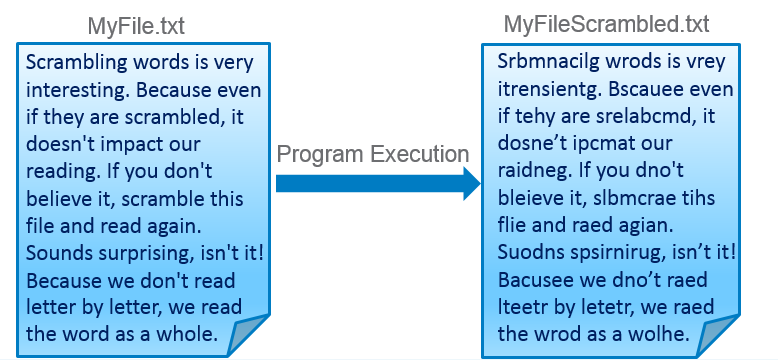 MyFile.txt
Scrambling words is very
interesting. Because even
if they are scrambled, it
doesn't impact our
reading. If you don't
believe it, scramble this
file and read again.
Sounds surprising, isn't it!
Because we don't read
letter by letter, we read
the word as a whole.
Program Execution
MyFileScrambled.txt
Srbmnacilg wrods is vrey
itrensientg. Bscauee even
if tehy are srelabcmd, it
dosne’t ipcmat our
raidneg. If you dno't
bleieve it, slbmcrae tihs
flie and raed agian.
Suodns spsirnirug, isn’t it!
Bacusee we dno’t raed
lteetr by letetr, we raed
the wrod as a wolhe.